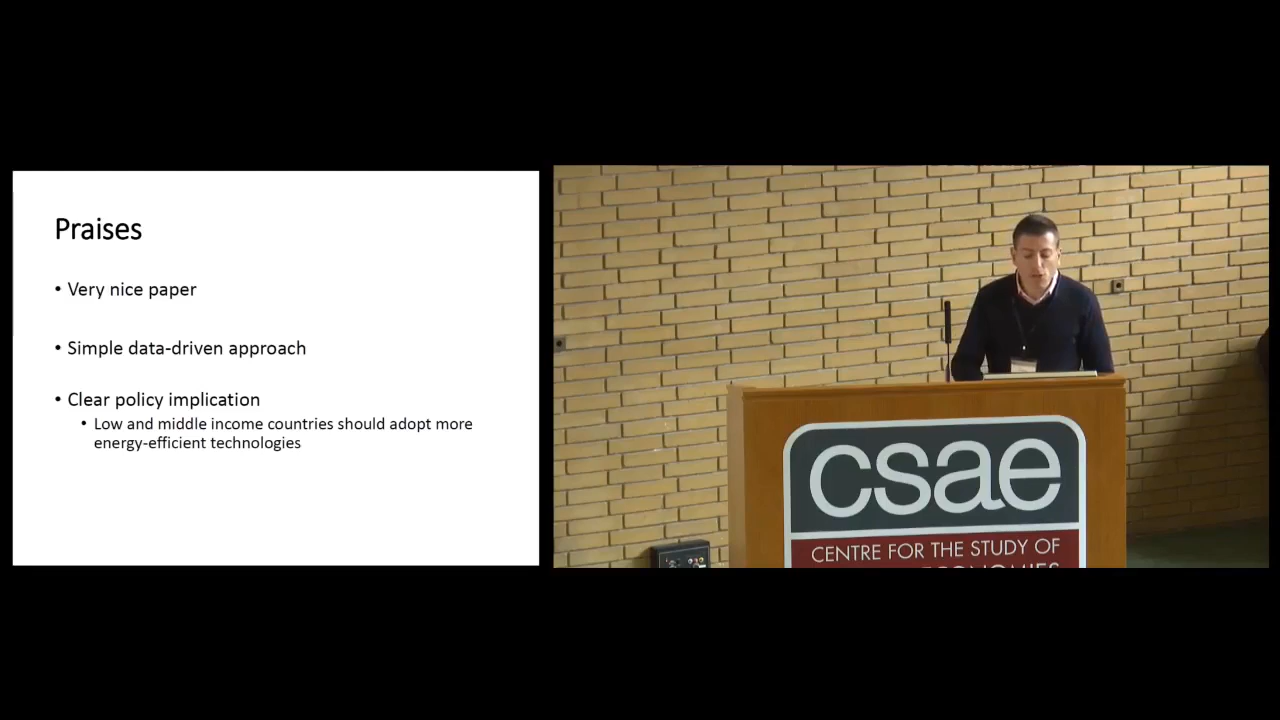 Praises
• Very nice paper
• Simple data-driven approach
• Clear policy implication
• Low and middle income countries should adopt more
energy-efficient technologies
csae
CENTRE FOR THE STUDY OF